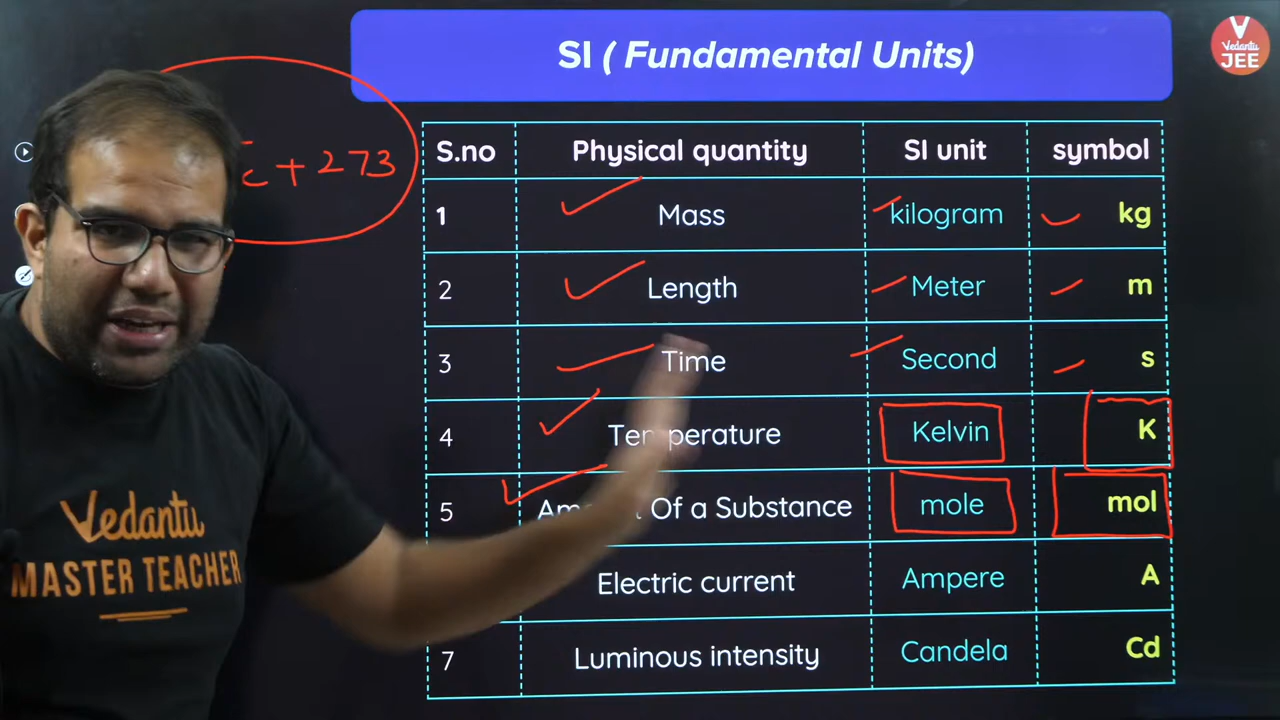 SI ( Fundamental Units)
V
Vedantu
JEE
c + 273
S.no Physical quantity SI unit symbol
1 Mass kilogram kg
2 Length Meter m
3 Time Second s
4 Temperature Kelvin K
5 Of a Substance mole mol
Electric current Ampere A
7 Luminous intensity Candela Cd
Vedantu
MASTER TEACHER